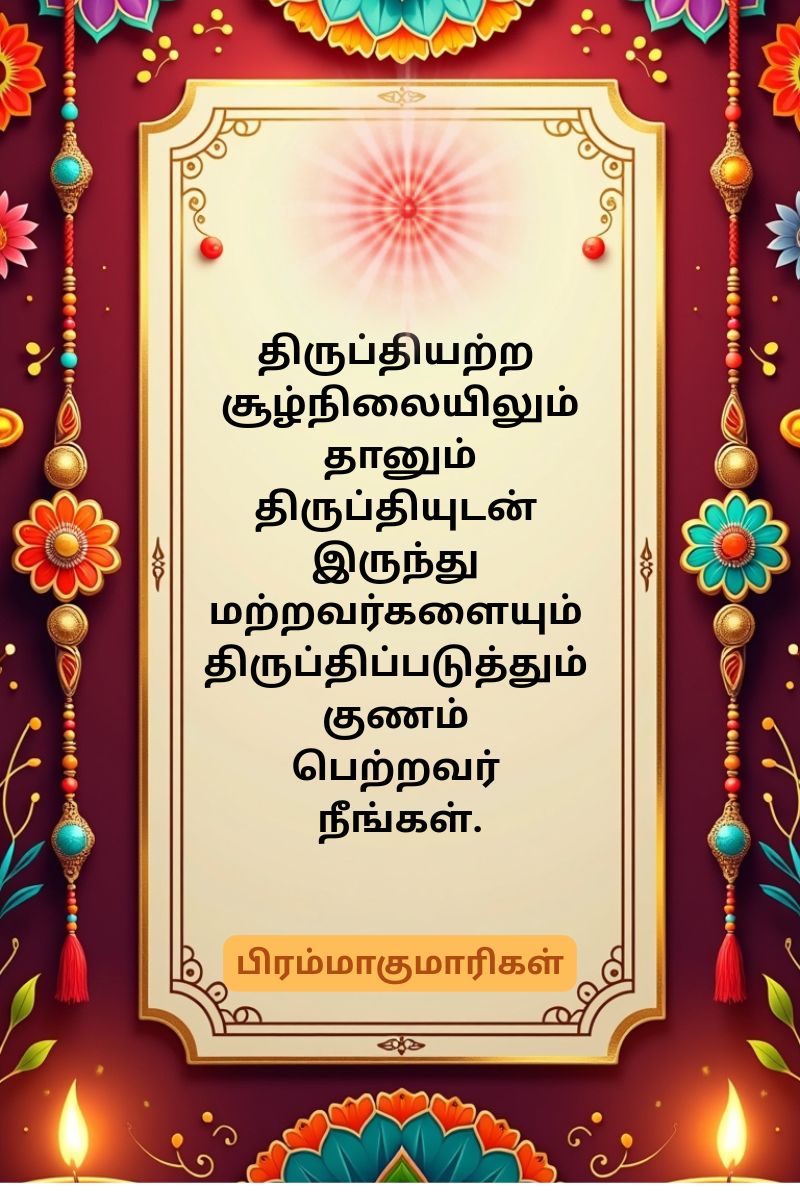 திருப்தியற்ற
சூழ்நிலையிலும்
தானும்
திருப்தியுடன்
இருந்து
மற்றவர்களையும்
திருப்திப்படுத்தும்
குணம்
பெற்றவர்
நீங்கள்.
பிரம்மாகுமாரிகள்